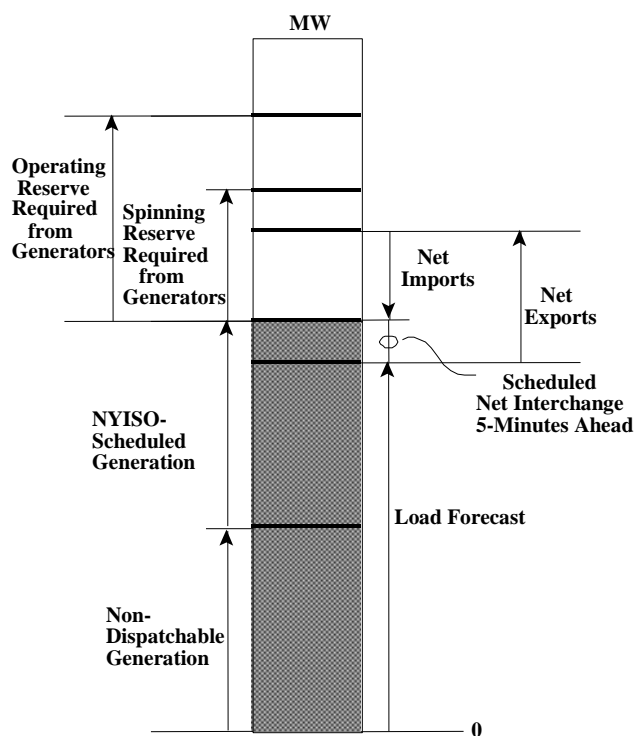 MW
Operating
Reserve
Required
from
Generators
Spinning
Reserve
Required
from
Generators
Net
Imports
Net
Exports
Scheduled
Net Interchange
5-Minutes Ahead
NYISO-
Scheduled
Generation
Load Forecast
Non-
Dispatchable
Generation
0